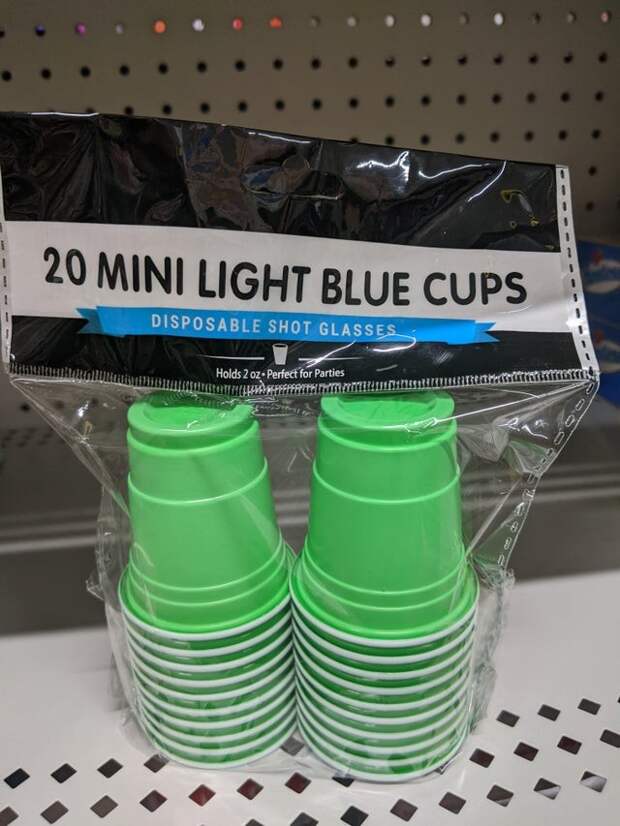 20 MINI LIGHT BLUE CUPS
DISPOSABLE SHOT GLASSES
Holds 2 oz • Perfect for Parties